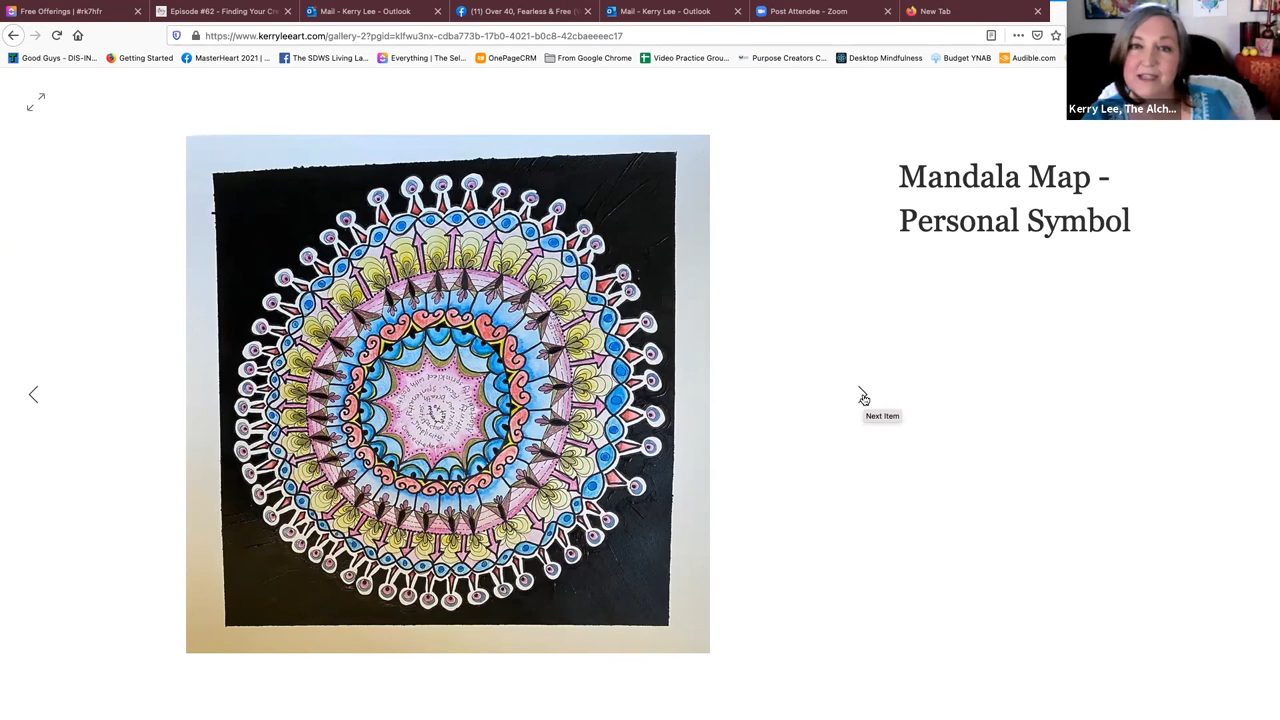 Free Offerings | #rk7hfr
Episode #62 - Finding Your Cr
Mail - Kerry Lee - Outlook
(11) Over 40, Fearless & Free (
Mail - Kerry Lee - Outlook
Post Attendee - Zoom
New Tab
https://www.kerryleeart.com/gallery-2?pgid=klfwu3nx-cdba773b-17b0-4021-b0c8-42cbaeeeec17
Good Guys - DIS-IN...
Getting Started
MasterHeart 2021 | ...
The SDWS Living La...
Everything | The Sel...
OnePageCRM
From Google Chrome
Video Practice Grou...
Purpose Creators C...
Desktop Mindfulness
Budget YNAB
Audible.com
Kerry Lee, The Alch...
Mandala Map -
Personal Symbol
Next Item